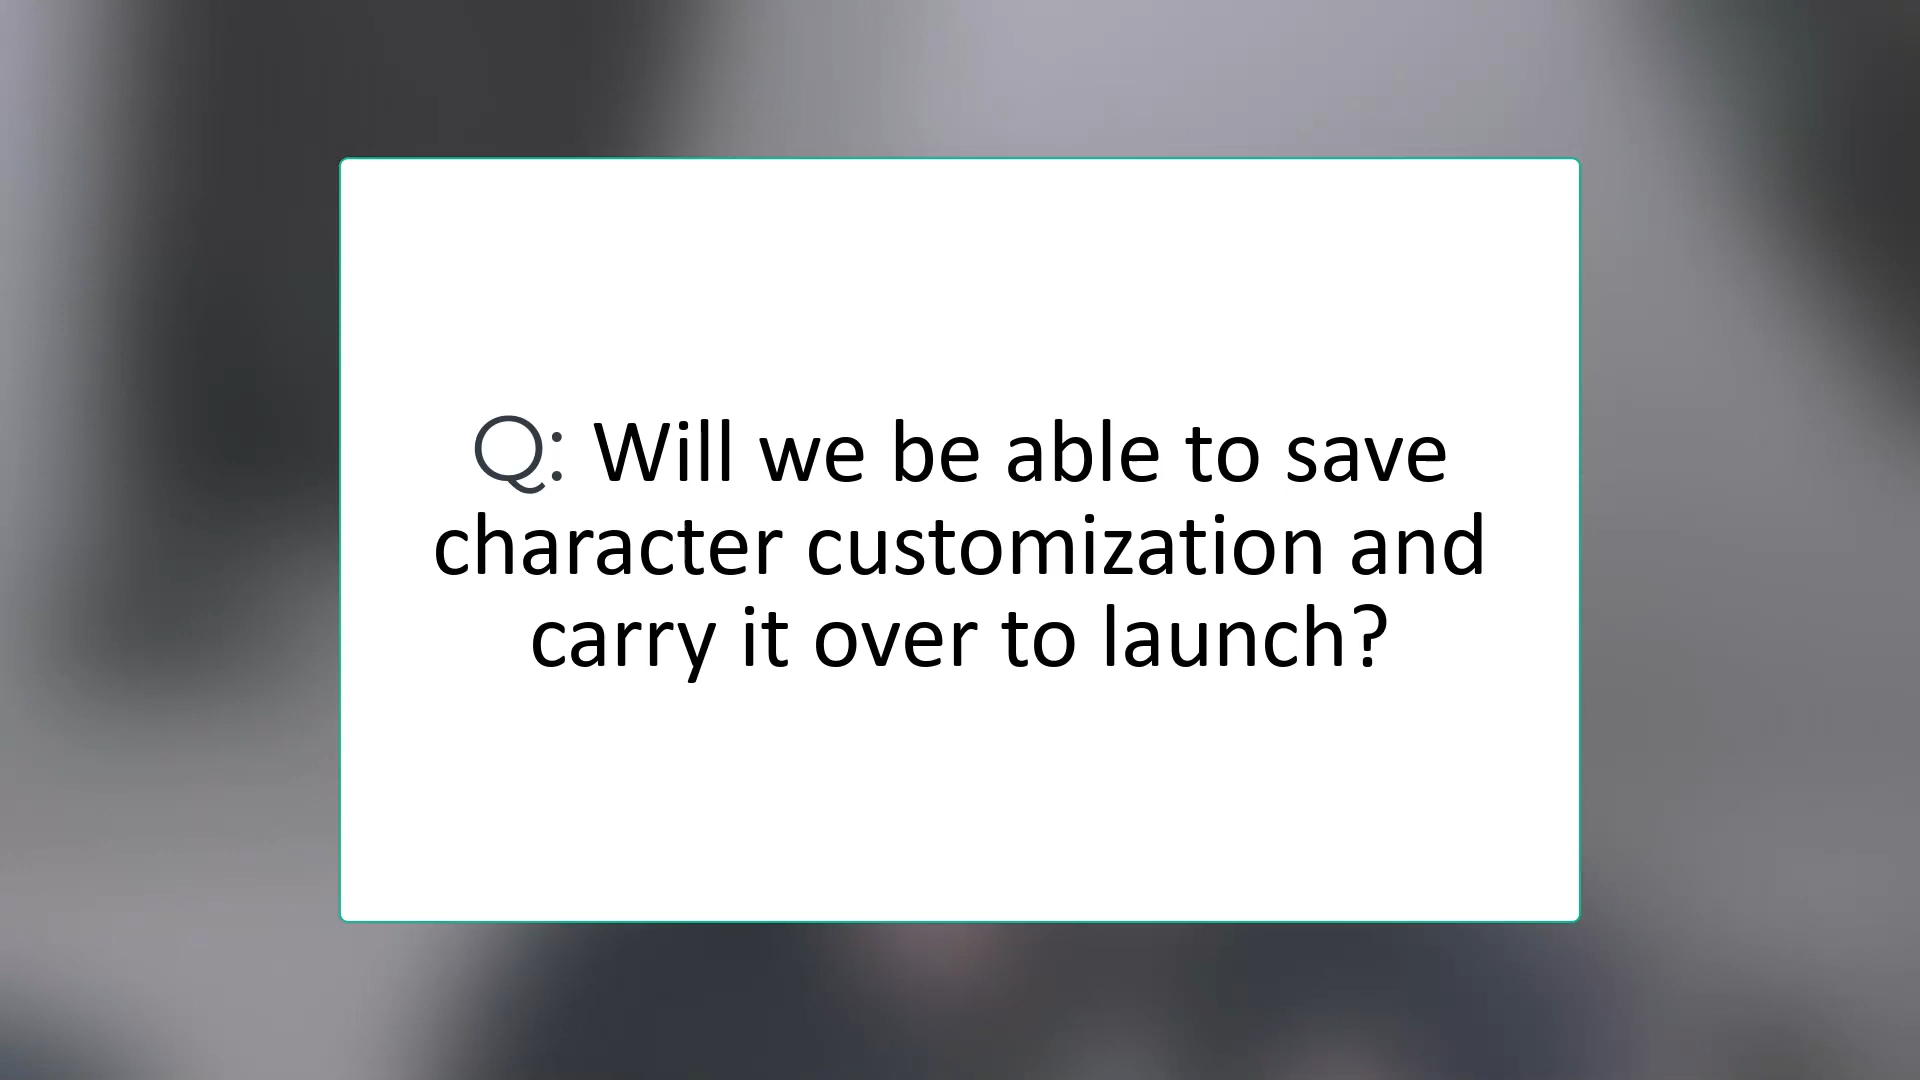 Q: Will we be able to save
character customization and
carry it over to launch?